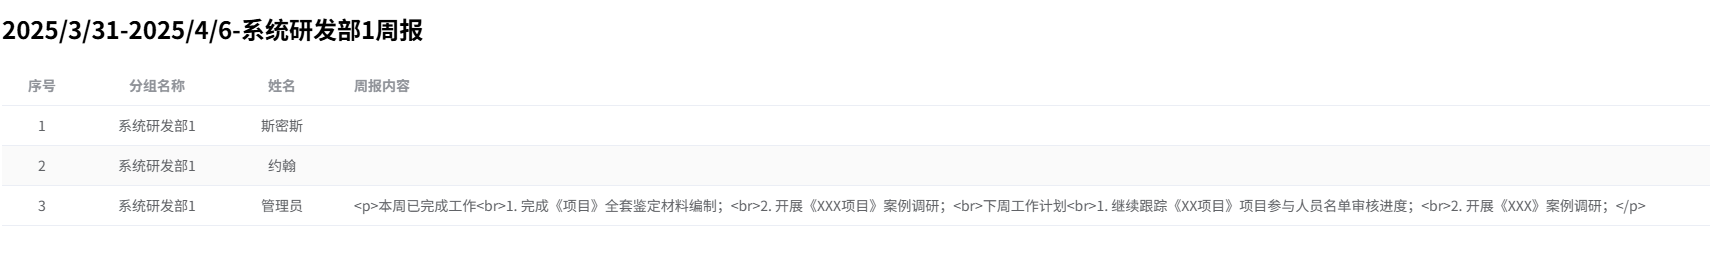 2025/3/31-2025/4/6-系统研发部1周报
序号 分组名称 姓名 周报内容
1 系统研发部1 斯密斯
2 系统研发部1 约翰
3 系统研发部1 管理员 <p>本周已完成工作<br>1. 完成《项目》全套鉴定材料编制；<br>2. 开展《XXX项目》案例调研；<br>下周工作计划<br>1. 继续跟踪《XX项目》项目参与人员名单审核进度；<br>2. 开展《XXX》案例调研；</p>